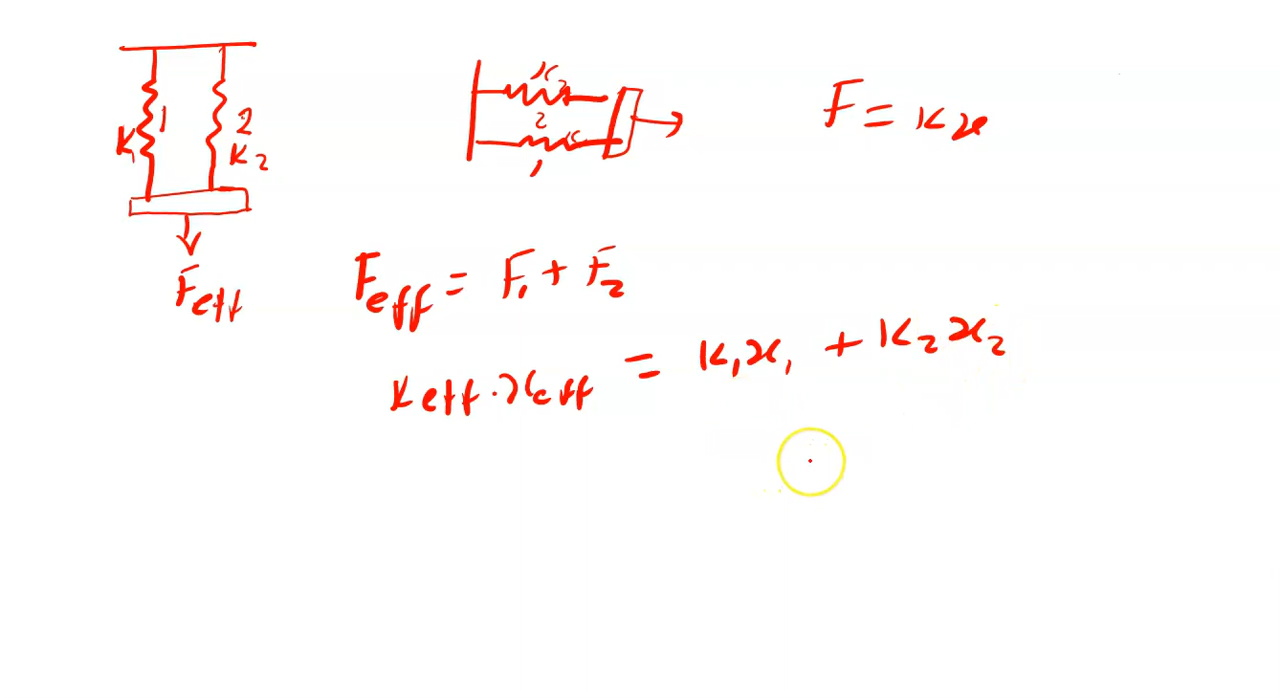 K₁ 1
2
K₂
F = Kx
K₂
2
K
1
Feff
Feff = F₁ + F₂
Keff.xeff = K₁x₁ + K₂x₂